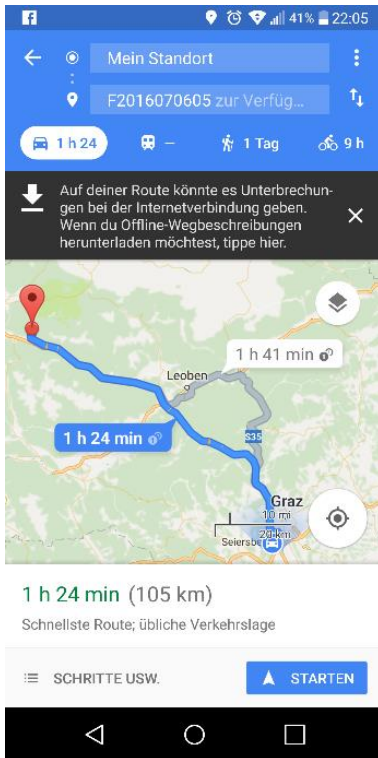 41% 22:05
Mein Standort
F2016070605 zur Verfüg...
1 h 24
–
1 Tag
9 h
Auf deiner Route könnte es Unterbrechun-
gen bei der Internetverbindung geben.
Wenn du Offline-Wegbeschreibungen
herunterladen möchtest, tippe hier.
1 h 41 min
Leoben
1 h 24 min
S35
Graz
10 mi
20 km
Seiersbe
1 h 24 min (105 km)
Schnellste Route; übliche Verkehrslage
SCHRITTE USW.
STARTEN